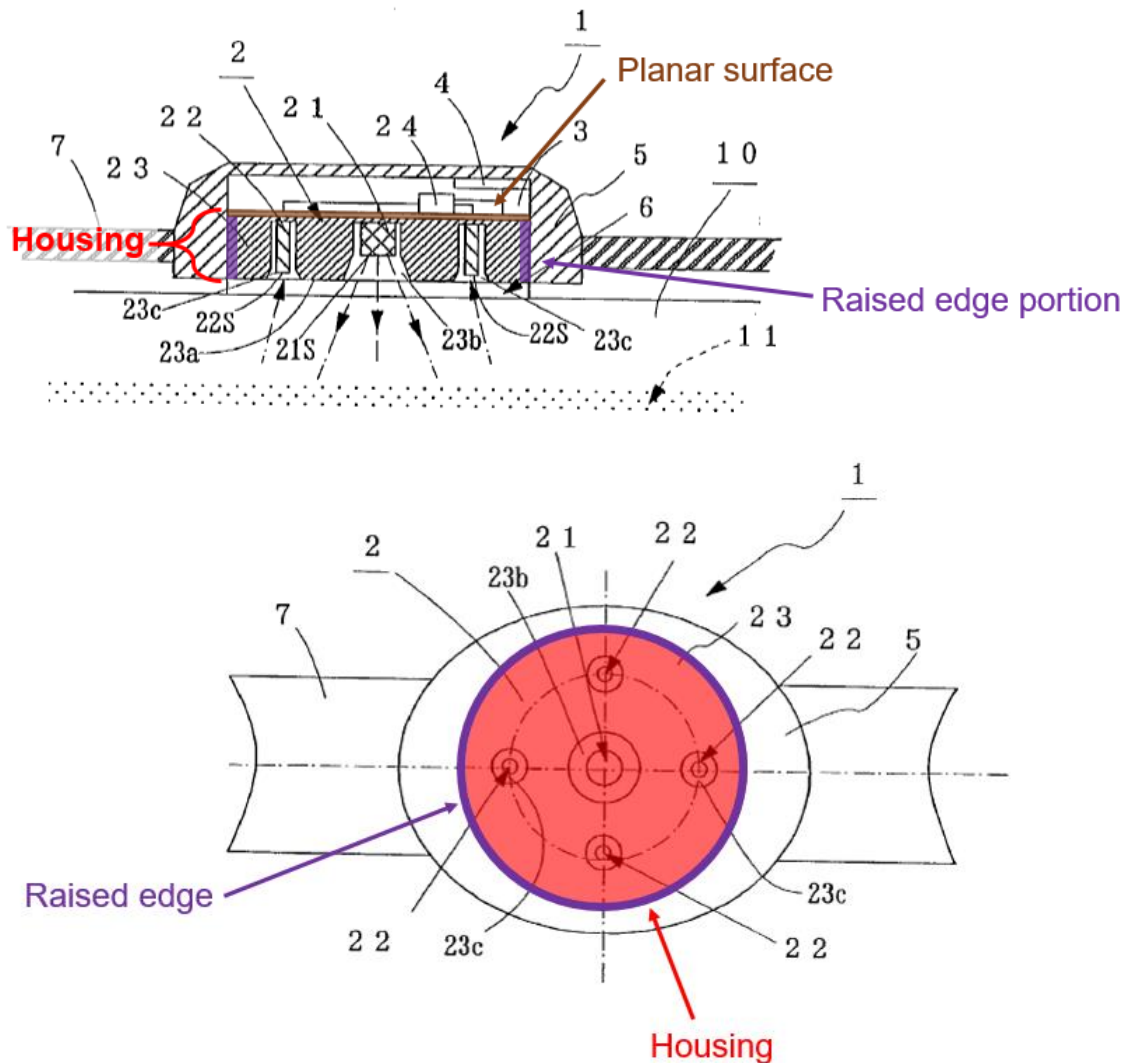 1
2
Planar surface
4
2 2
2 1
2 4
3
7
1 0
2 3
5
6
Housing
23c
22S
23a
21S
23b
22S
23c
Raised edge portion
1 1
1
2 1
2 2
2
23b
7
2 3
2 2
5
Raised edge
2 2
23c
2 2
23c
Housing